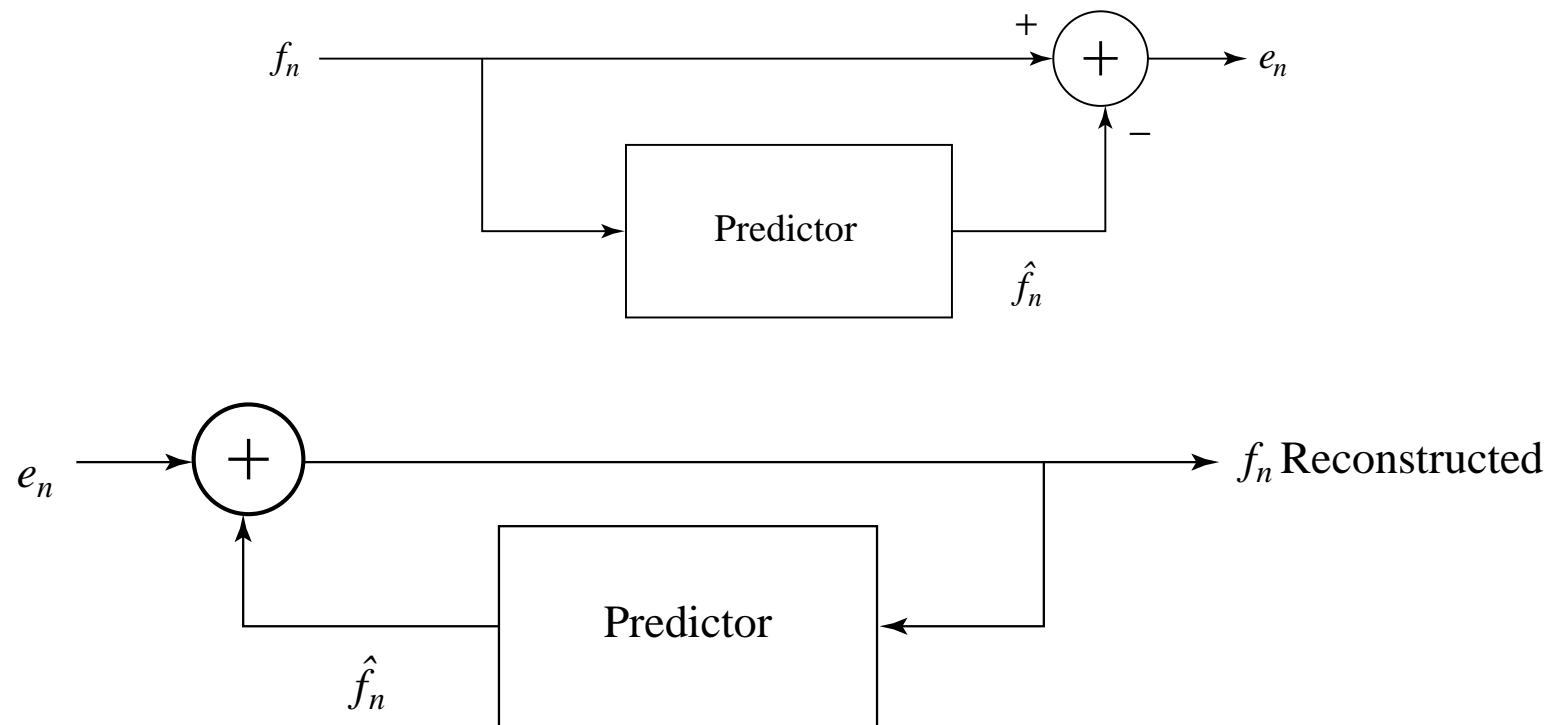 +
fₙ + eₙ
−
Predictor
f̂ₙ
eₙ + fₙ Reconstructed
Predictor
f̂ₙ